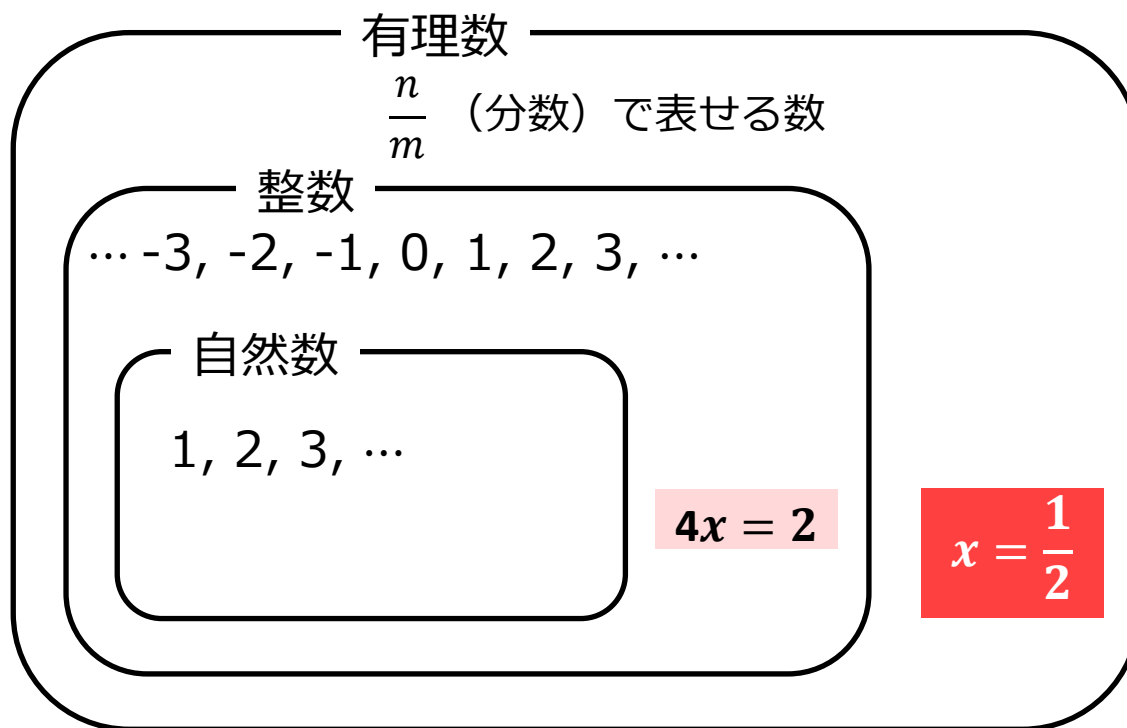 有理数
n/m （分数）で表せる数
整数
… -3, -2, -1, 0, 1, 2, 3, …
自然数
1, 2, 3, …
4x = 2
x = 1/2